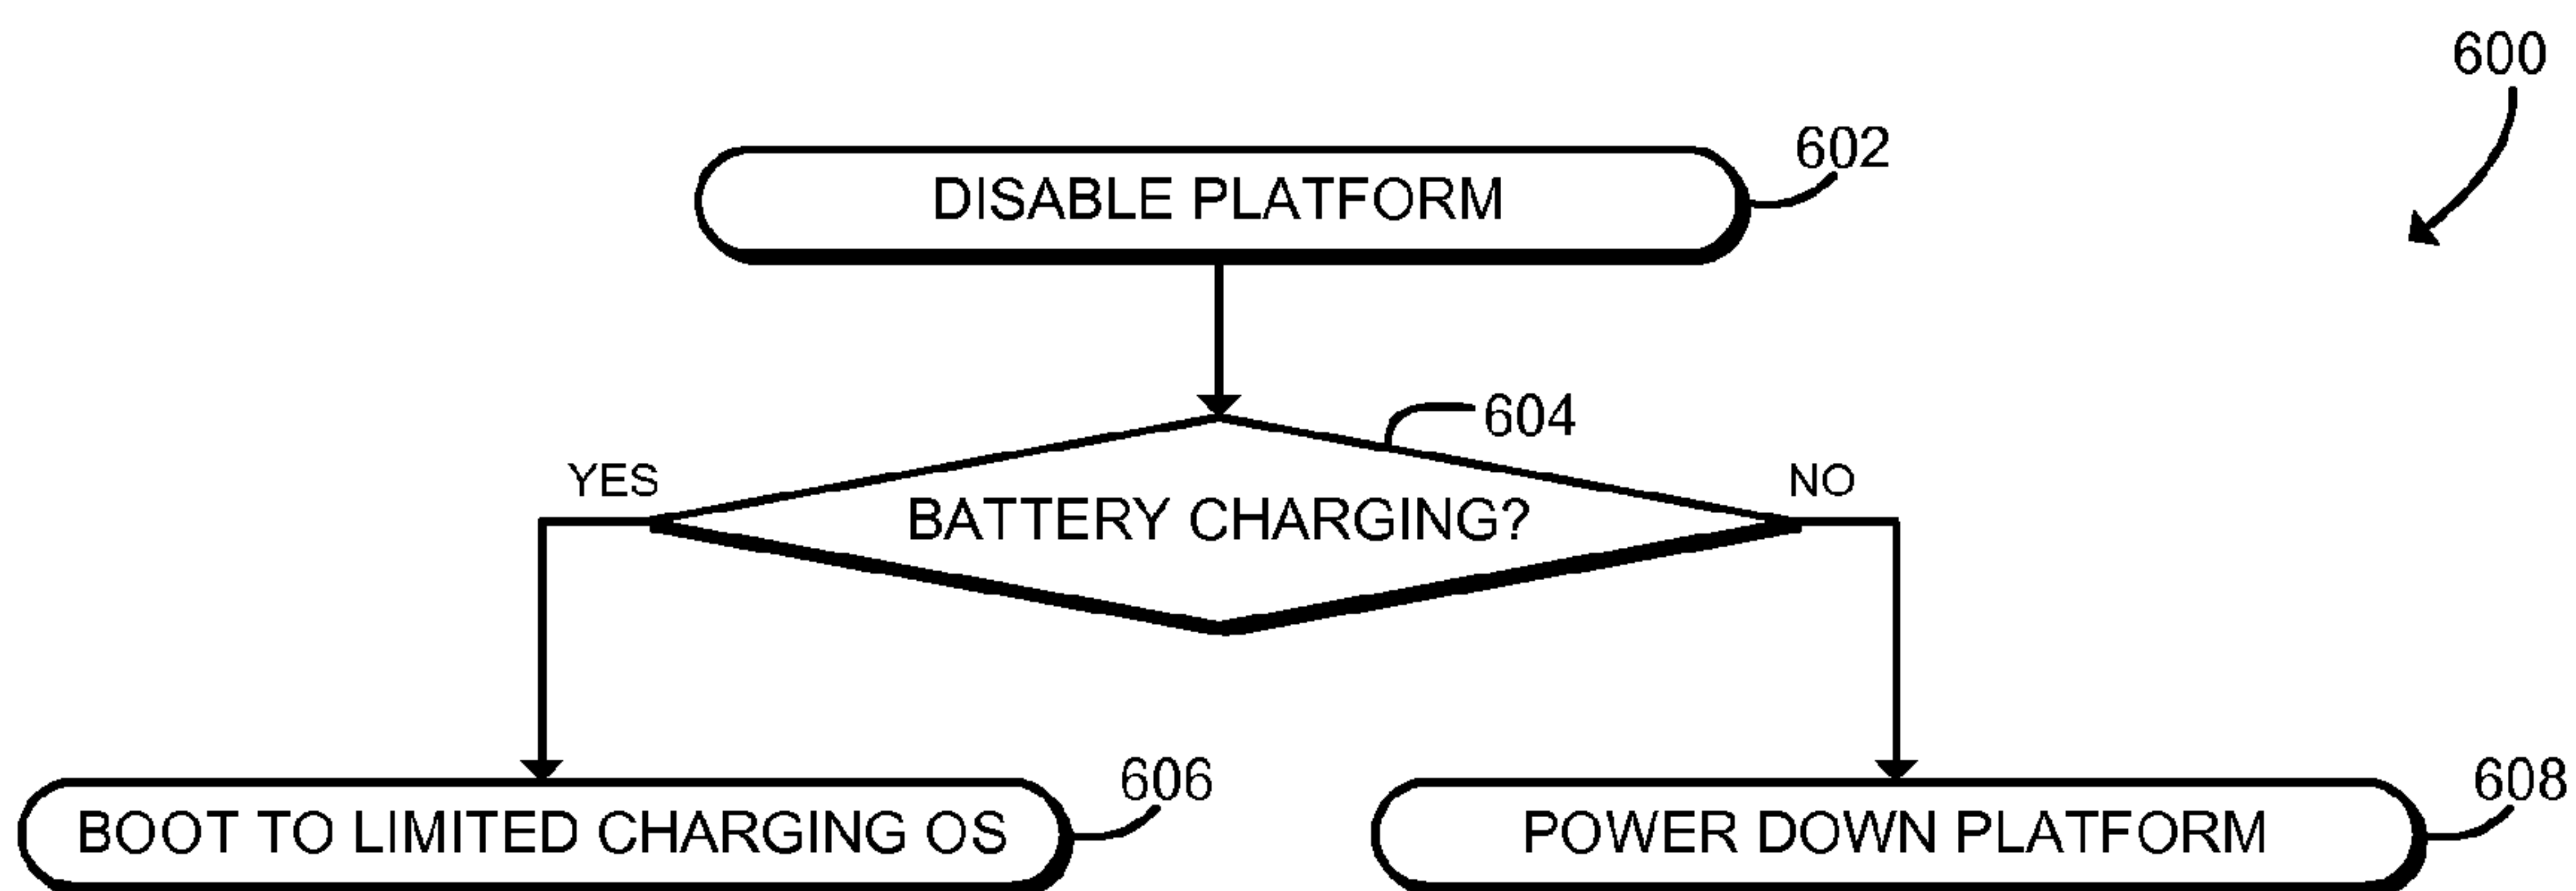 600
DISABLE PLATFORM
602
604
YES
BATTERY CHARGING?
NO
BOOT TO LIMITED CHARGING OS
606
POWER DOWN PLATFORM
608